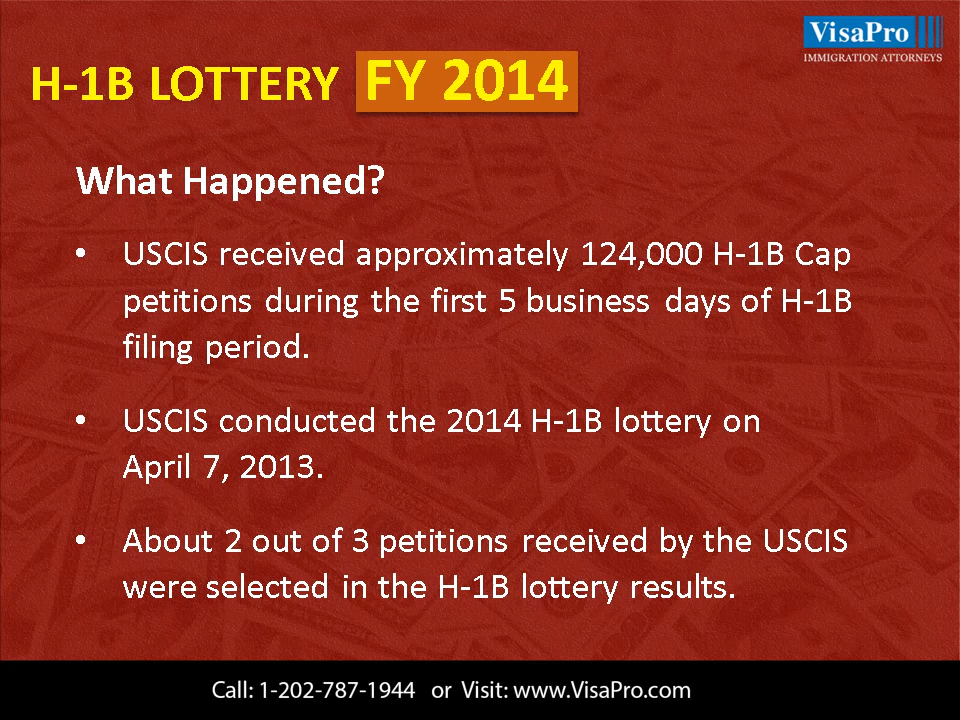 VisaPro
IMMIGRATION ATTORNEYS
H-1B LOTTERY FY 2014
What Happened?
• USCIS received approximately 124,000 H-1B Cap
petitions during the first 5 business days of H-1B
filing period.
• USCIS conducted the 2014 H-1B lottery on
April 7, 2013.
• About 2 out of 3 petitions received by the USCIS
were selected in the H-1B lottery results.
Call: 1-202-787-1944 or Visit: www.VisaPro.com